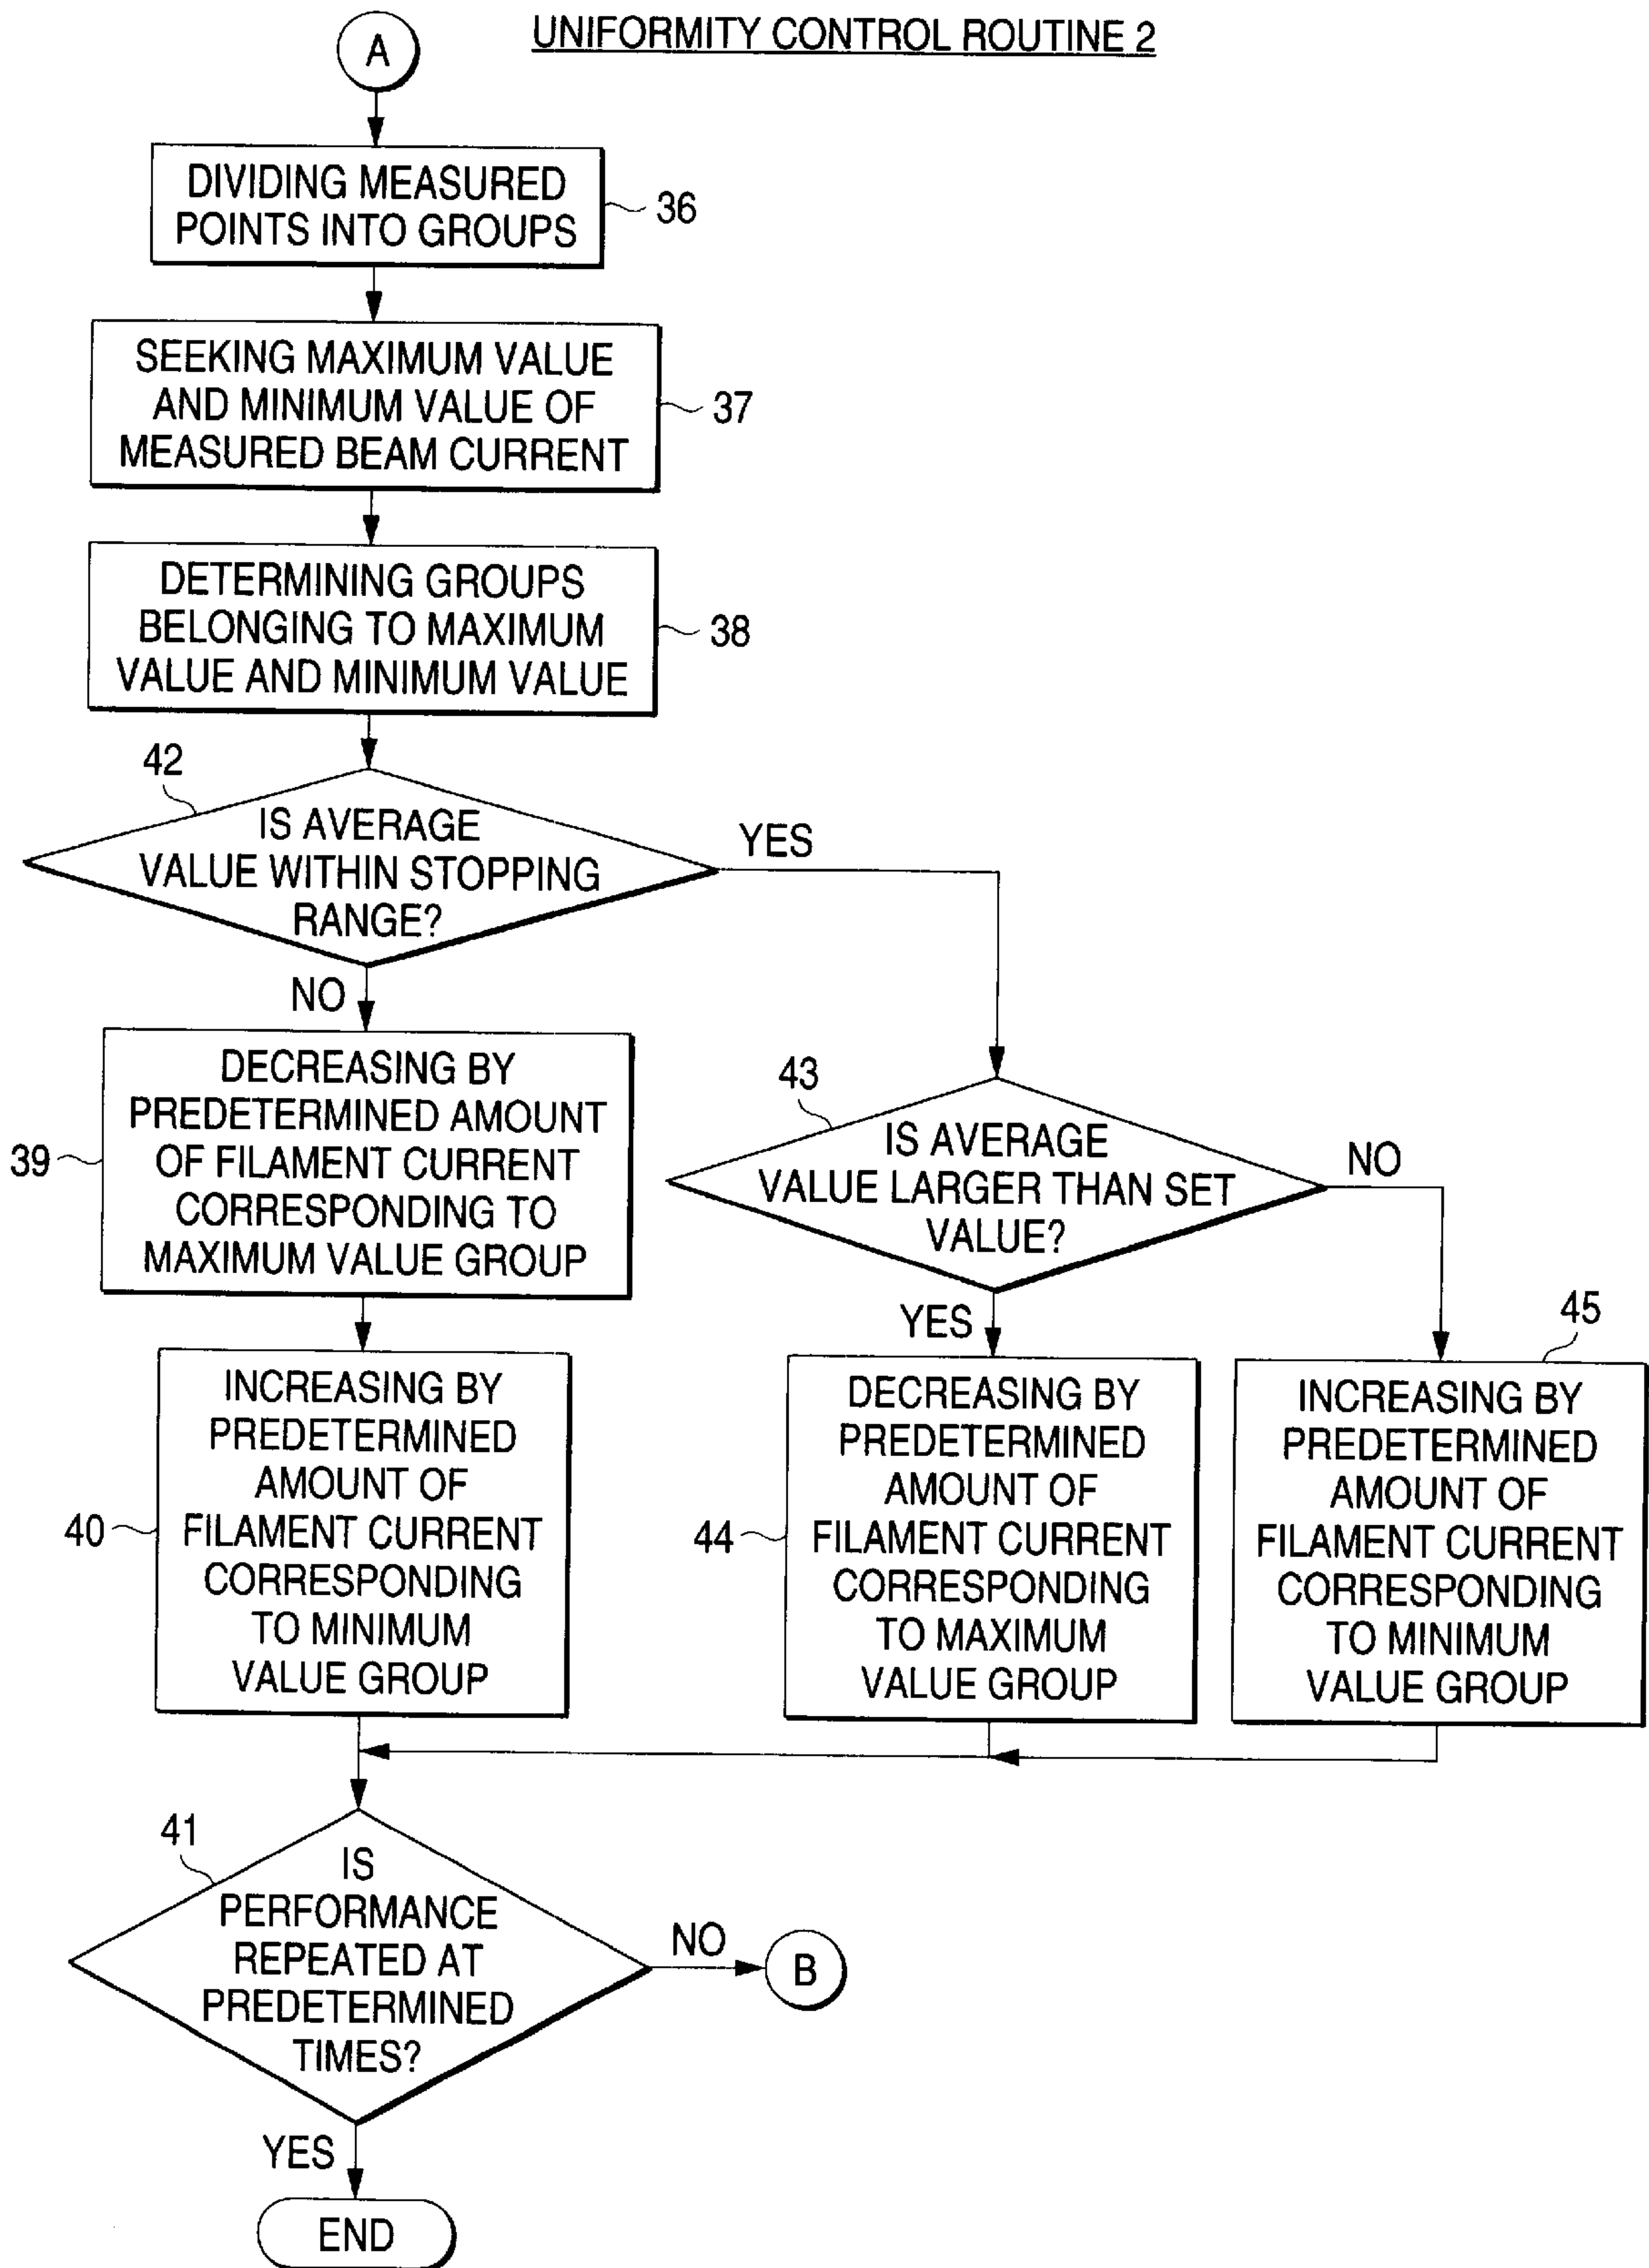 UNIFORMITY CONTROL ROUTINE 2
A
DIVIDING MEASURED
POINTS INTO GROUPS
36
SEEKING MAXIMUM VALUE
AND MINIMUM VALUE OF
MEASURED BEAM CURRENT
37
DETERMINING GROUPS
BELONGING TO MAXIMUM
VALUE AND MINIMUM VALUE
38
42
IS AVERAGE
VALUE WITHIN STOPPING
RANGE?
YES
NO
39
DECREASING BY
PREDETERMINED AMOUNT
OF FILAMENT CURRENT
CORRESPONDING TO
MAXIMUM VALUE GROUP
43
IS AVERAGE
VALUE LARGER THAN SET
VALUE?
NO
YES
40
INCREASING BY
PREDETERMINED
AMOUNT OF
FILAMENT CURRENT
CORRESPONDING
TO MINIMUM
VALUE GROUP
44
DECREASING BY
PREDETERMINED
AMOUNT OF
FILAMENT CURRENT
CORRESPONDING
TO MAXIMUM
VALUE GROUP
45
INCREASING BY
PREDETERMINED
AMOUNT OF
FILAMENT CURRENT
CORRESPONDING
TO MINIMUM
VALUE GROUP
41
IS
PERFORMANCE
REPEATED AT
PREDETERMINED
TIMES?
NO
B
YES
END